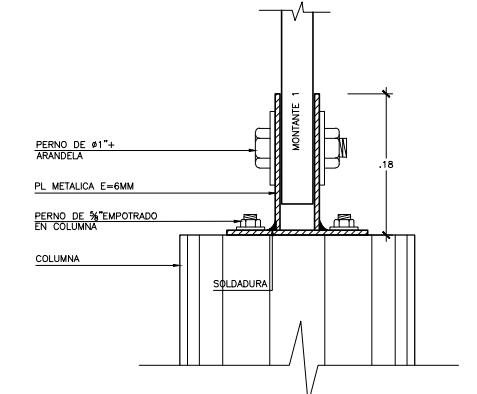 MONTANTE 1
PERNO DE ø1"+
ARANDELA
.18
PL METALICA E=6MM
PERNO DE ⅝"EMPOTRADO
EN COLUMNA
COLUMNA
SOLDADURA